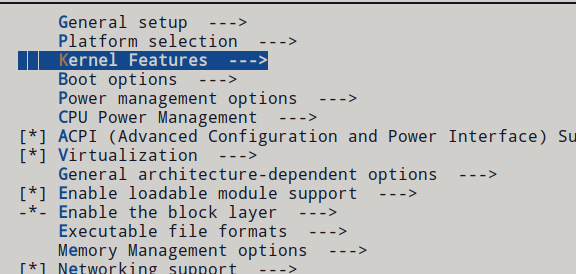 General setup  --->
Platform selection  --->
Kernel Features  --->
Boot options  --->
Power management options  --->
CPU Power Management  --->
[*] ACPI (Advanced Configuration and Power Interface) Su
[*] Virtualization  --->
General architecture-dependent options  --->
[*] Enable loadable module support  --->
-*- Enable the block layer  --->
Executable file formats  --->
Memory Management options  --->
[*] Networking support  --->